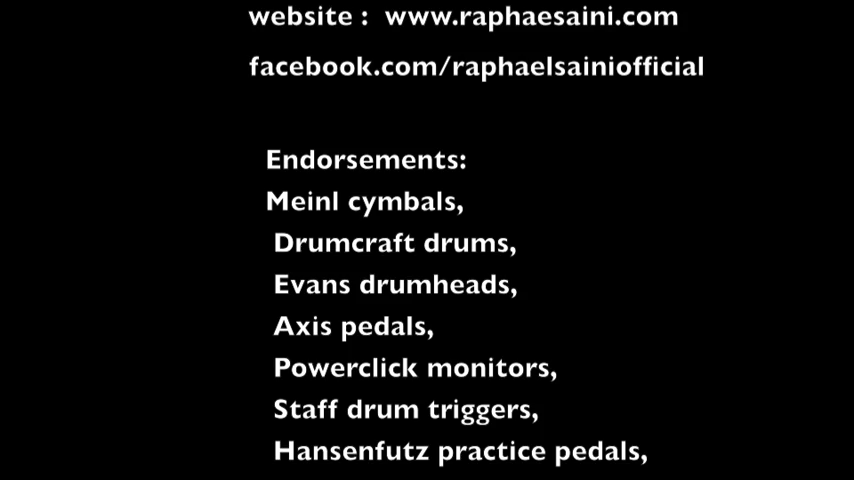 website :  www.raphaesaini.com
facebook.com/raphaelsainiofficial
Endorsements:
Meinl cymbals,
Drumcraft drums,
Evans drumheads,
Axis pedals,
Powerclick monitors,
Staff drum triggers,
Hansenfutz practice pedals,